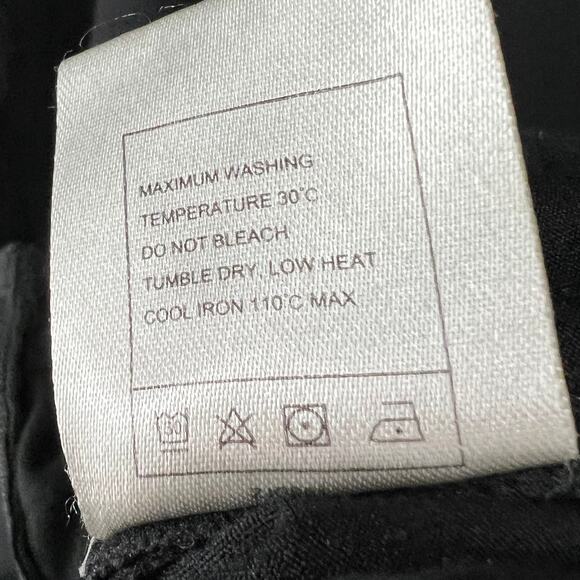 MAXIMUM WASHING
TEMPERATURE 30°C
DO NOT BLEACH
TUMBLE DRY, LOW HEAT
COOL IRON 110°C MAX
30